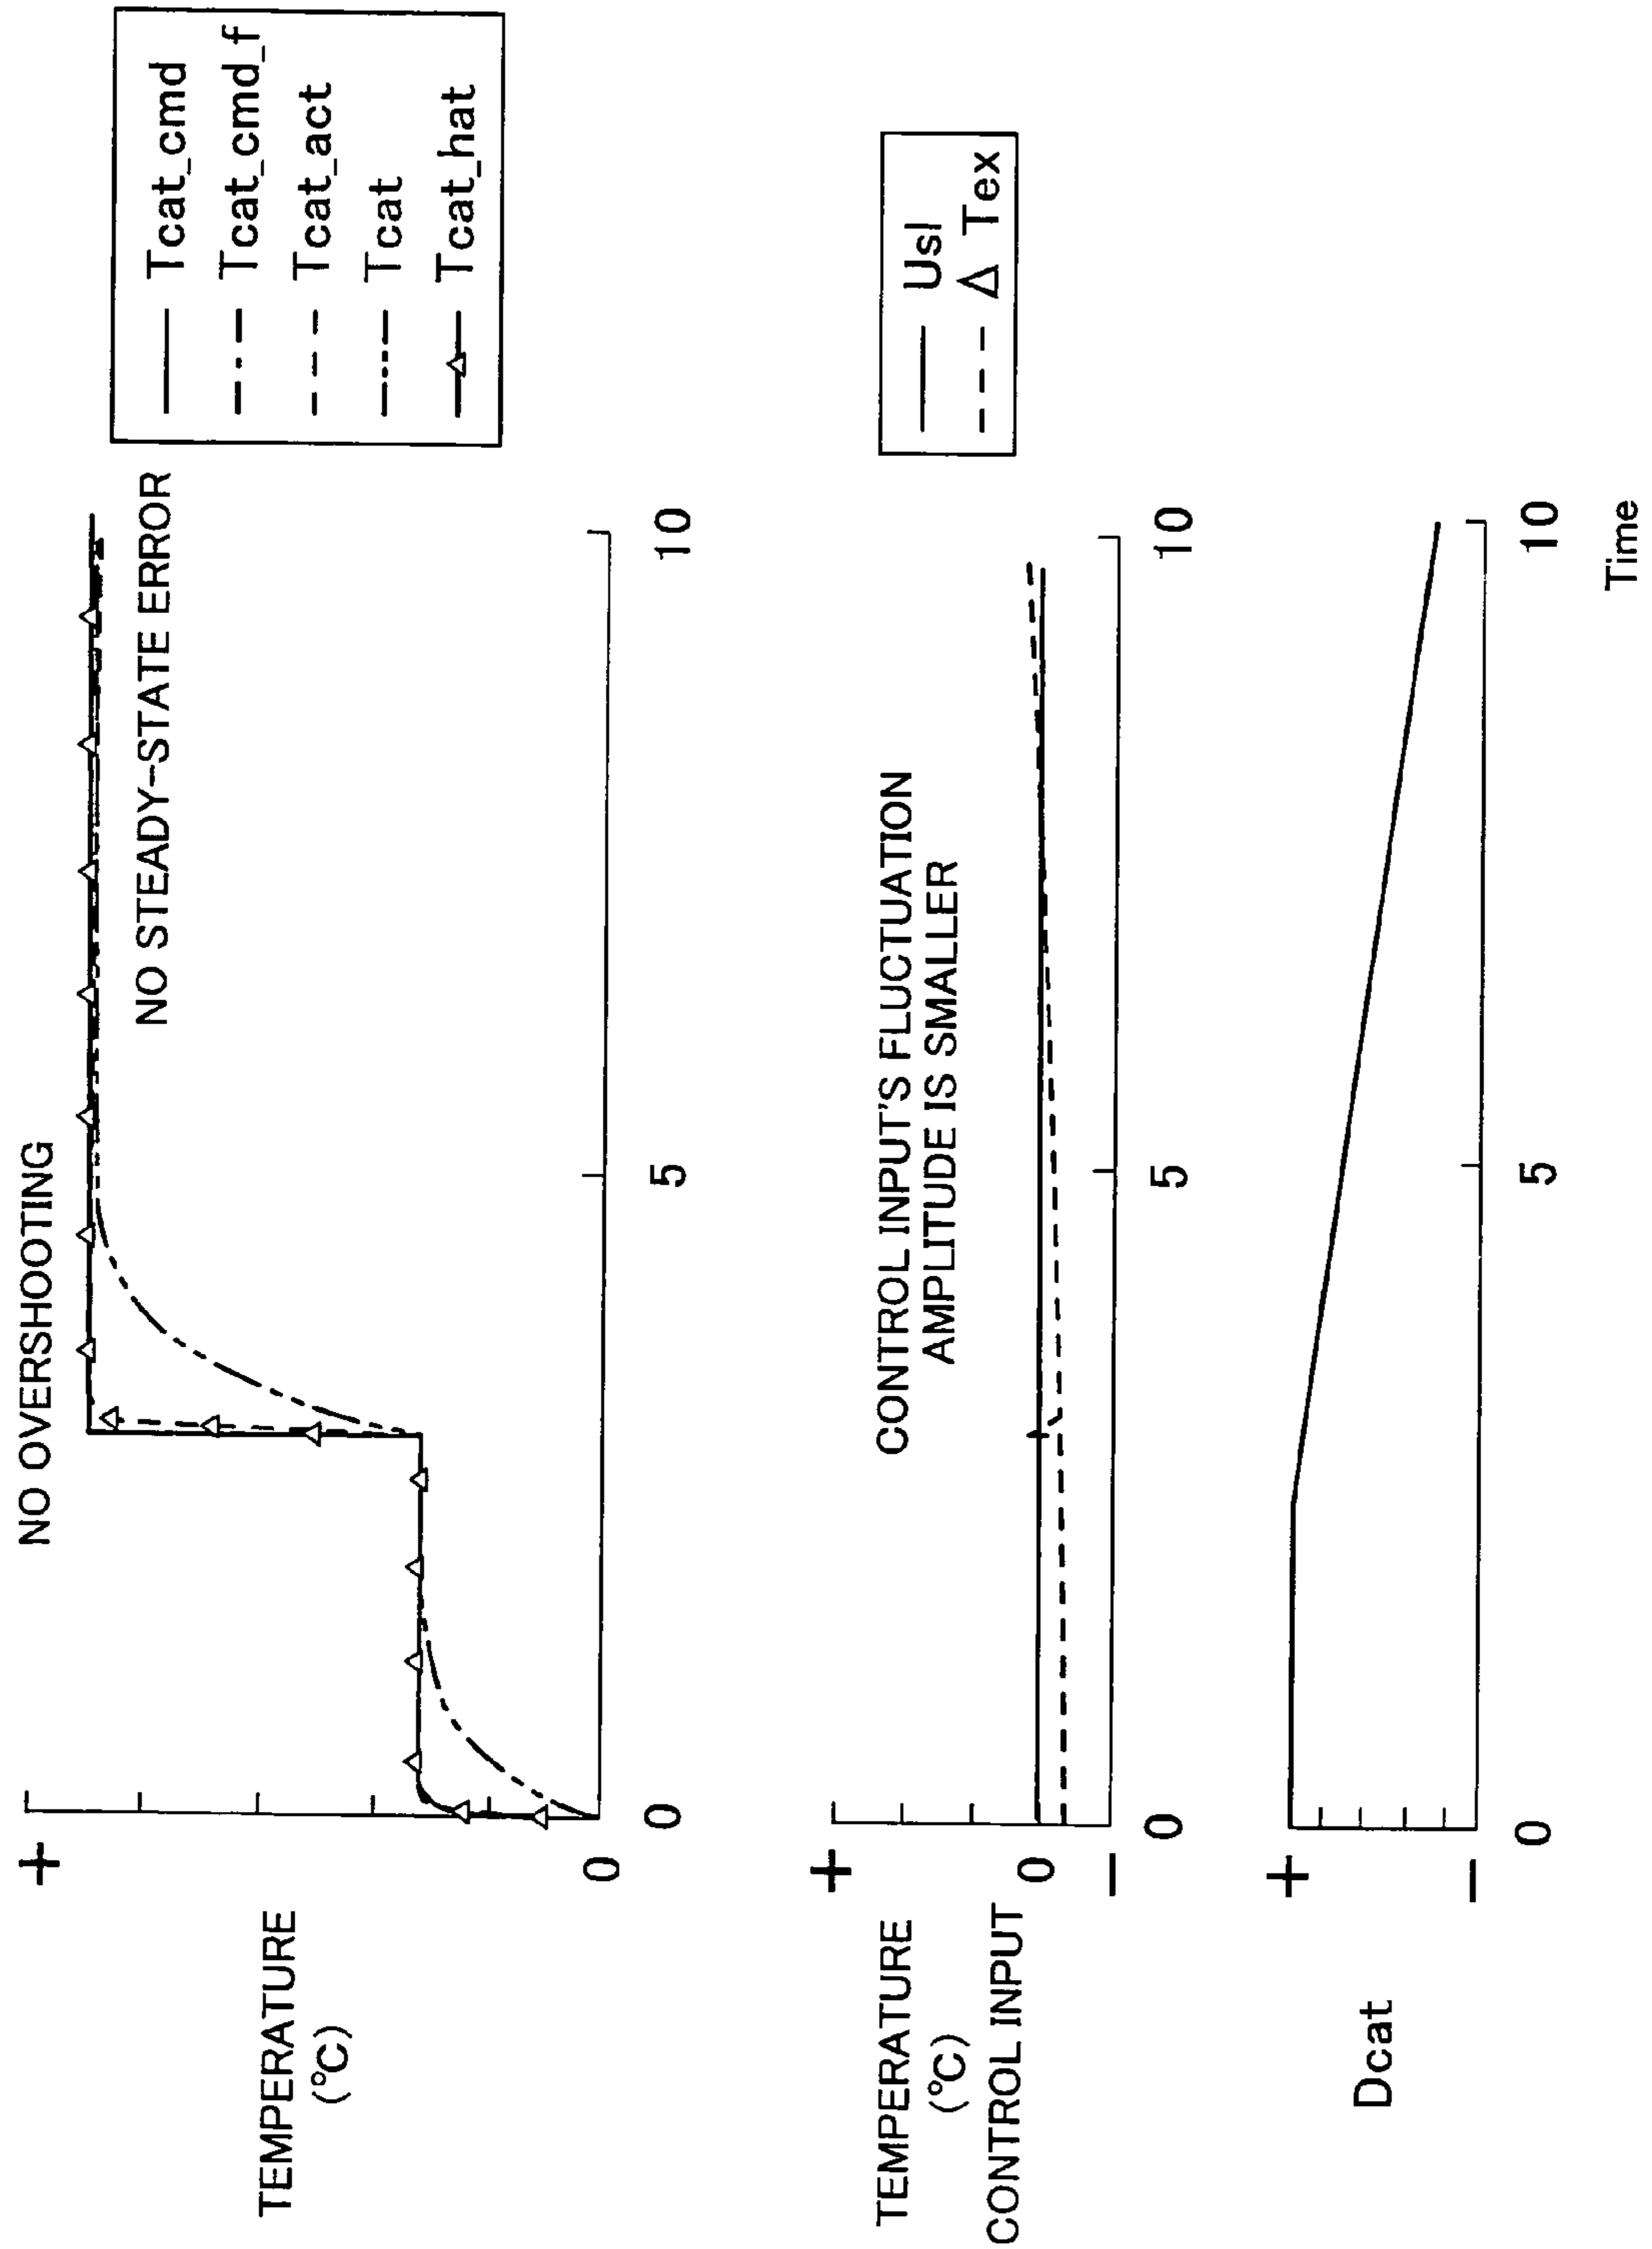 NO OVERSHOOTING
NO STEADY-STATE ERROR
Tcat_cmd
Tcat_cmd_f
Tcat_act
Tcat
Tcat_hat
+
TEMPERATURE
(°C)
0
0
5
10
CONTROL INPUT'S FLUCTUATION
AMPLITUDE IS SMALLER
Usl
Δ Tex
+
TEMPERATURE
(°C)
CONTROL INPUT
0
−
0
5
10
+
Dcat
−
0
5
10
Time